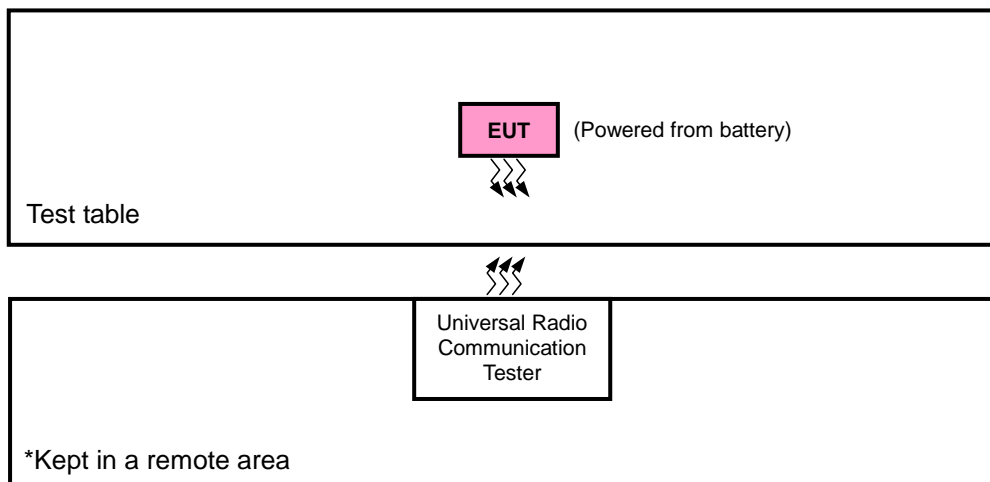 EUT
(Powered from battery)
Test table
Universal Radio
Communication
Tester
*Kept in a remote area